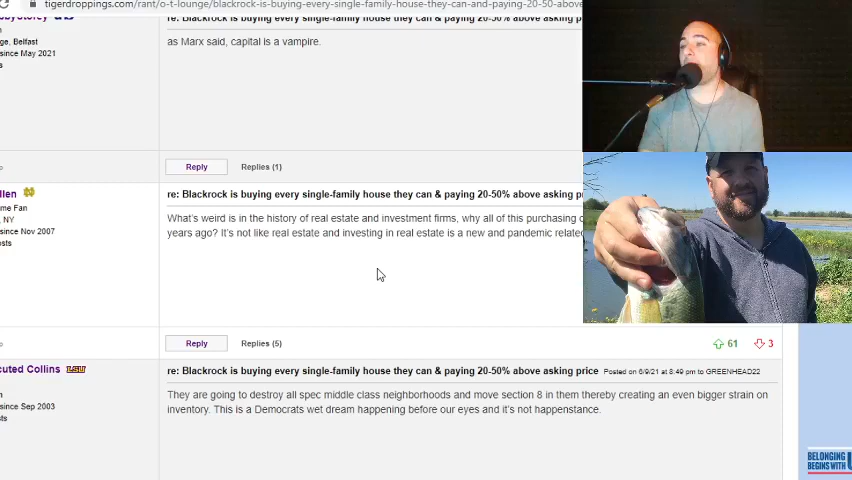 tigerdroppings.com/rant/o-t-lounge/blackrock-is-buying-every-single-family-house-they-can-and-paying-20-50-above
re: Blackrock is buying every single-family house they can & paying 20-50% above asking p
ge, Belfast
since May 2021
s
as Marx said, capital is a vampire.
Reply
Replies (1)
llen
me Fan
, NY
since Nov 2007
osts
re: Blackrock is buying every single-family house they can & paying 20-50% above asking pr
What's weird is in the history of real estate and investment firms, why all of this purchasing
years ago? It's not like real estate and investing in real estate is a new and pandemic relate
Reply
Replies (5)
61
3
cuted Collins LSU
n
since Sep 2003
sts
re: Blackrock is buying every single-family house they can & paying 20-50% above asking price Posted on 6/9/21 at 8:49 pm to GREENHEAD22
They are going to destroy all spec middle class neighborhoods and move section 8 in them thereby creating an even bigger strain on
inventory. This is a Democrats wet dream happening before our eyes and it's not happenstance.
BELONGING
BEGINS WITH